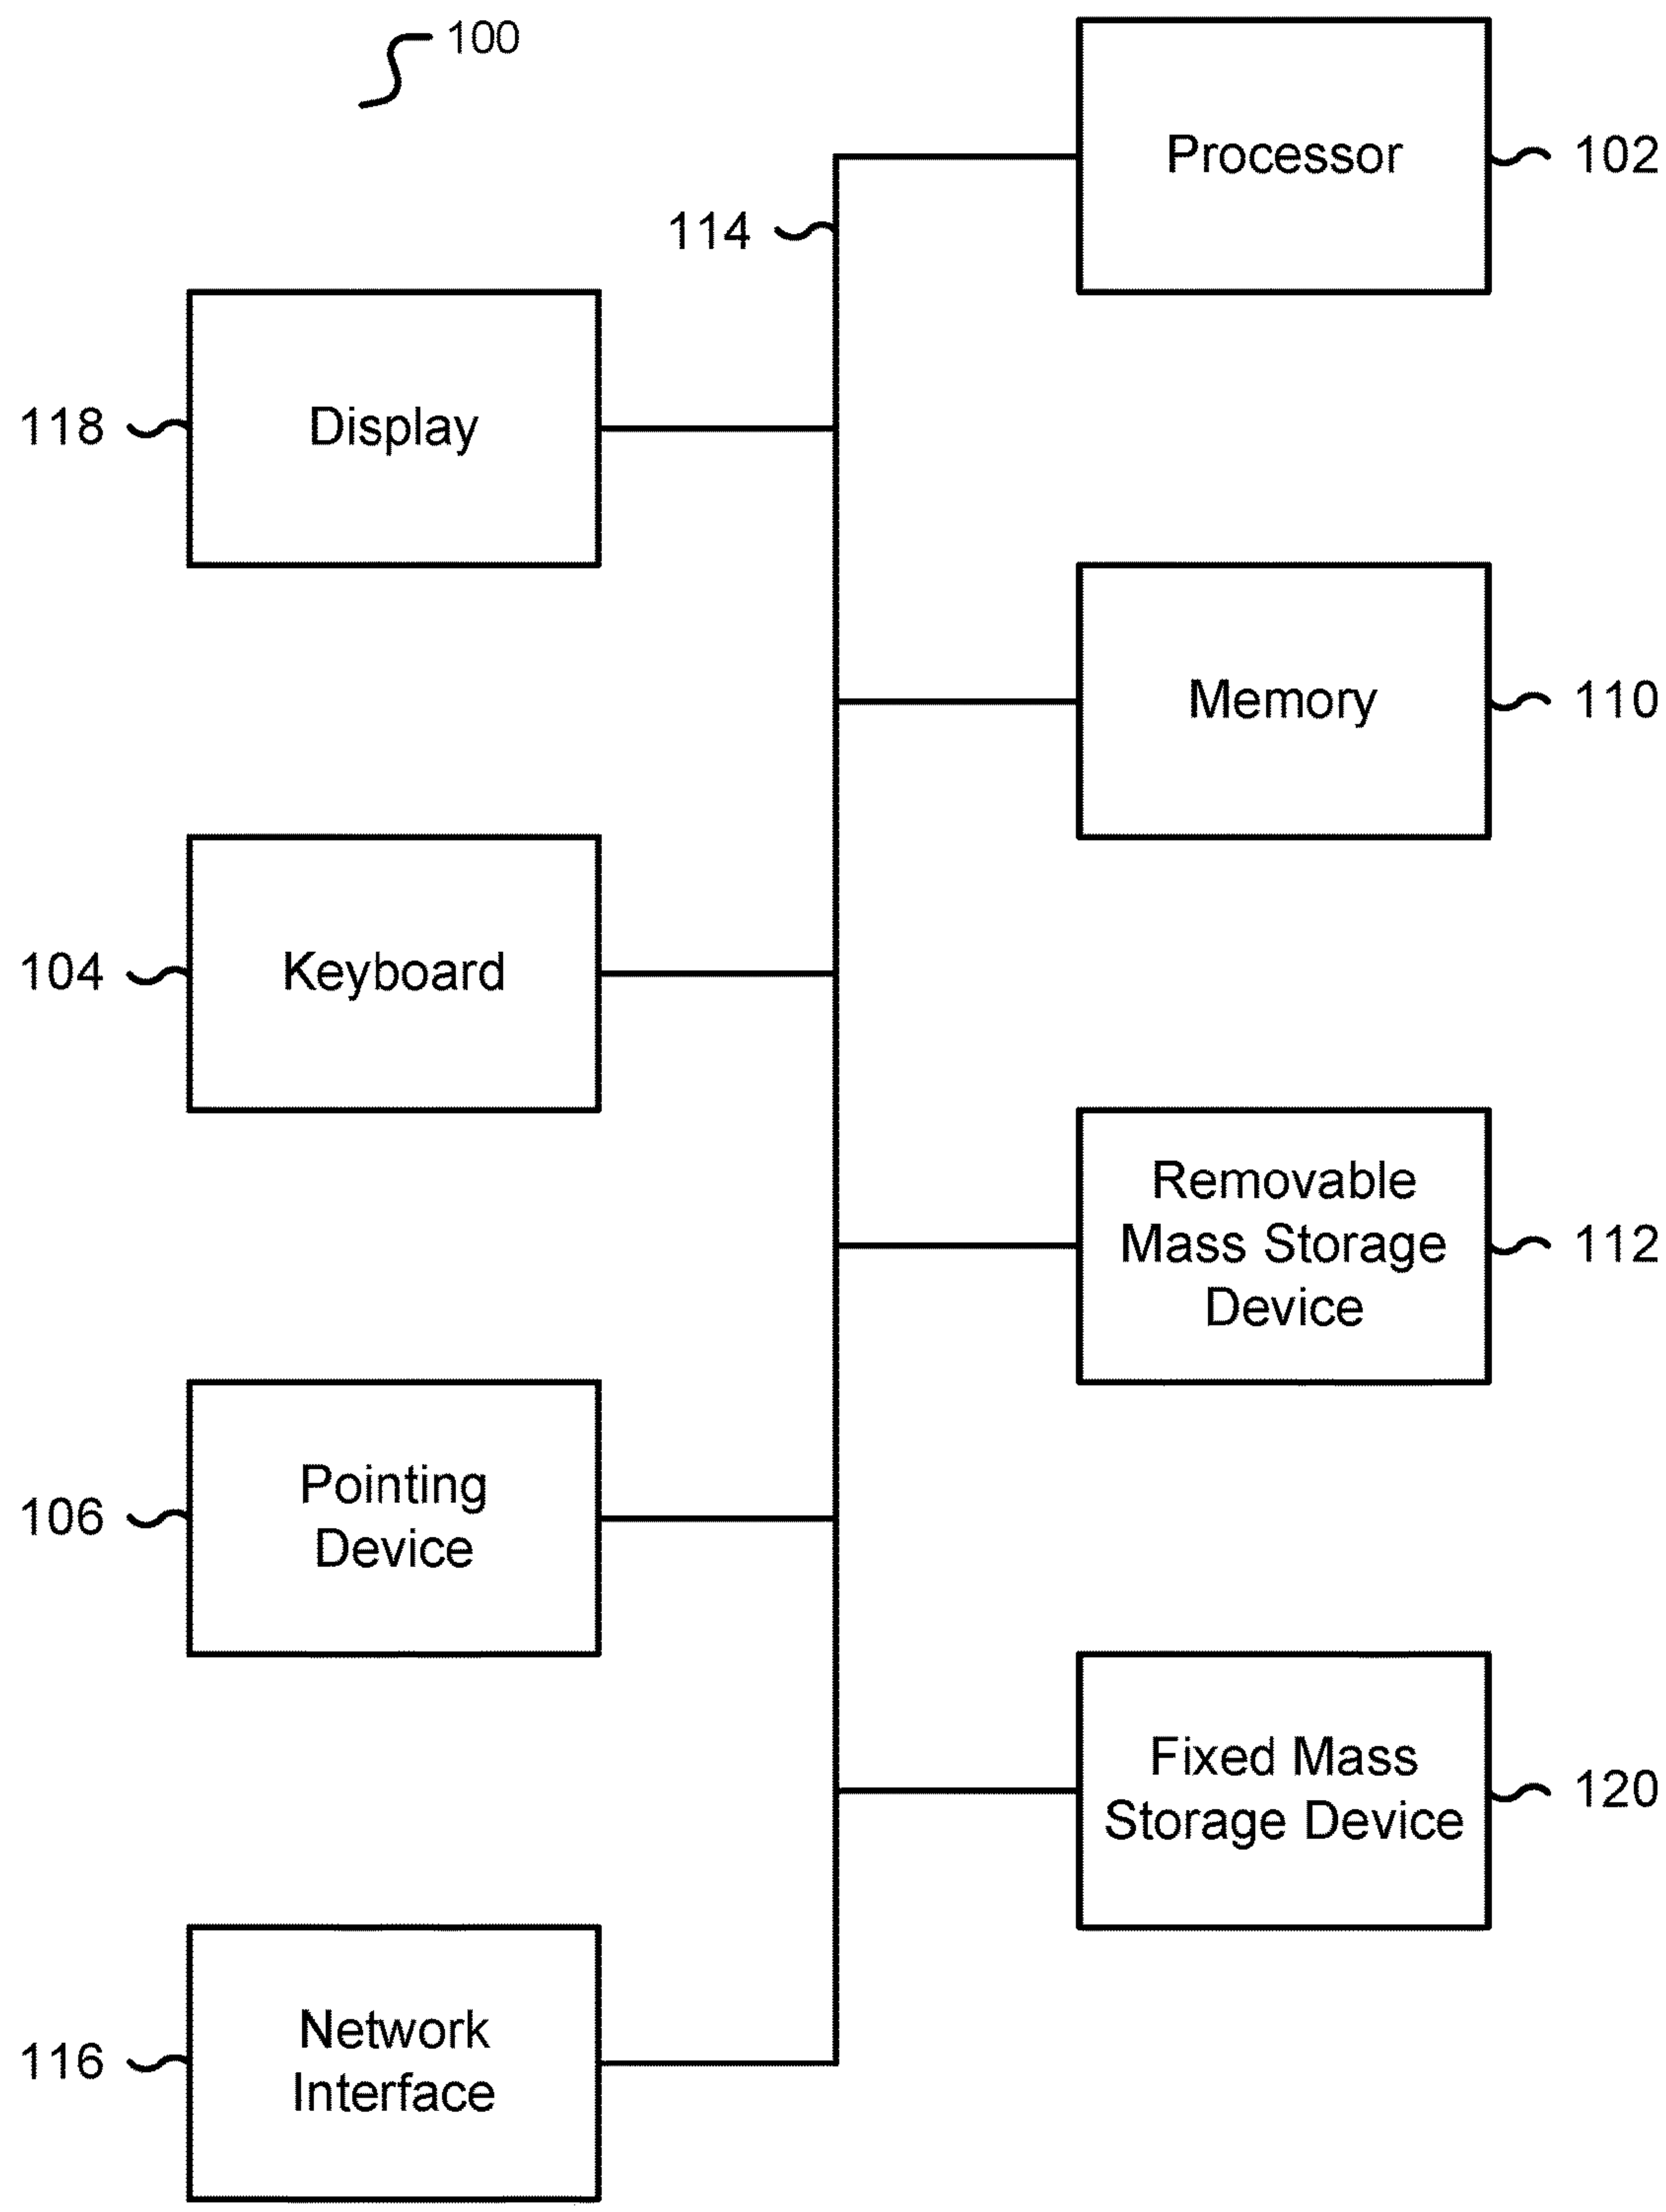 100
Processor
102
114
118
Display
Memory
110
104
Keyboard
Removable
Mass Storage
Device
112
106
Pointing
Device
Fixed Mass
Storage Device
120
116
Network
Interface